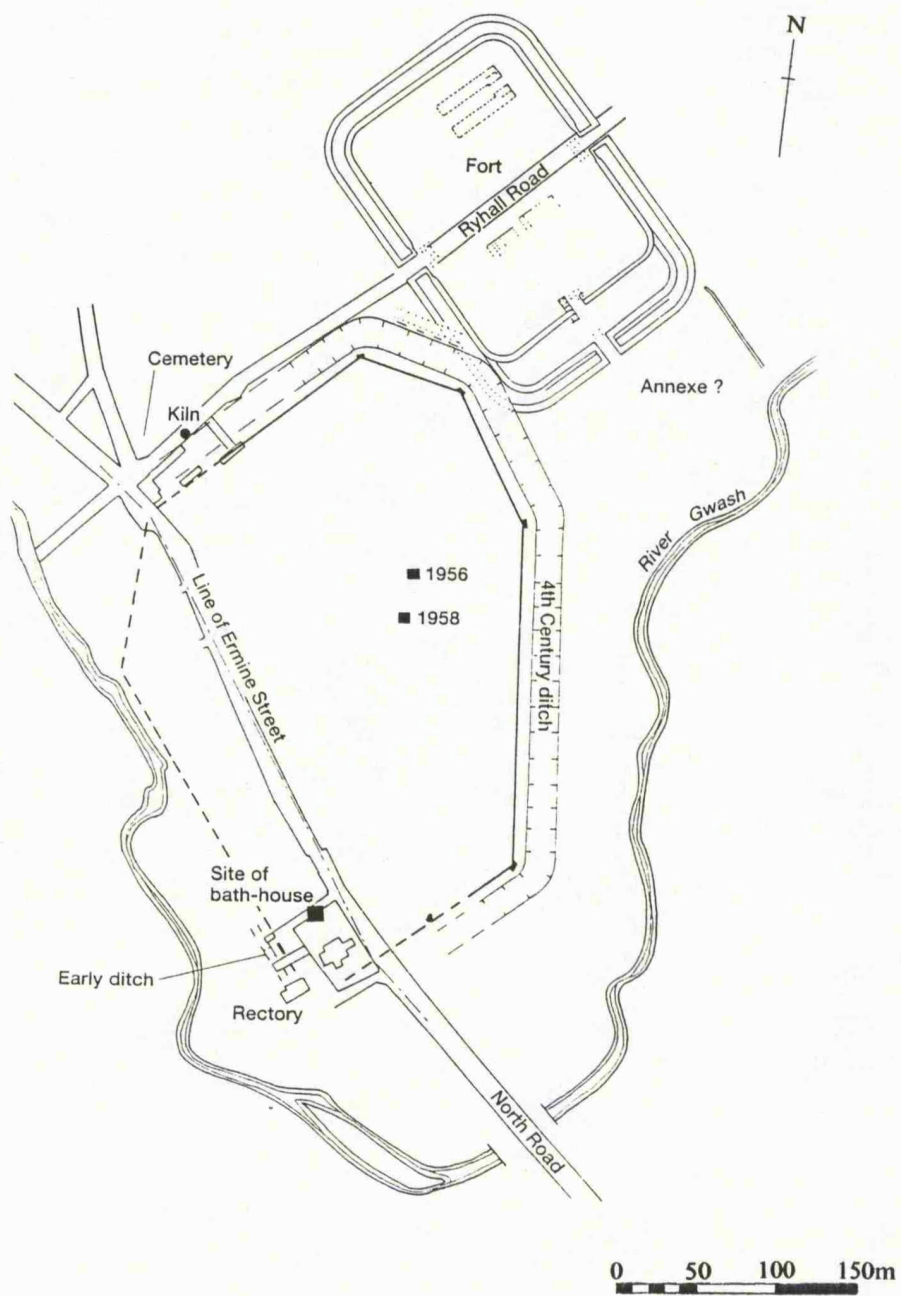 N
Fort
Ryhall Road
Cemetery
Kiln
Annexe ?
River Gwash
1956
1958
Line of Ermine Street
4th Century ditch
Site of
bath-house
Early ditch
Rectory
North Road
0 50 100 150m